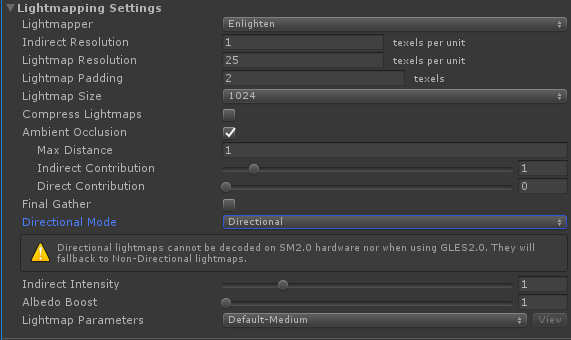 Lightmapping Settings
Lightmapper Enlighten
Indirect Resolution 1 texels per unit
Lightmap Resolution 25 texels per unit
Lightmap Padding 2 texels
Lightmap Size 1024
Compress Lightmaps
Ambient Occlusion
Max Distance 1
Indirect Contribution 1
Direct Contribution 0
Final Gather
Directional Mode Directional
Directional lightmaps cannot be decoded on SM2.0 hardware nor when using GLES2.0. They will
fallback to Non-Directional lightmaps.
Indirect Intensity 1
Albedo Boost 1
Lightmap Parameters Default-Medium View